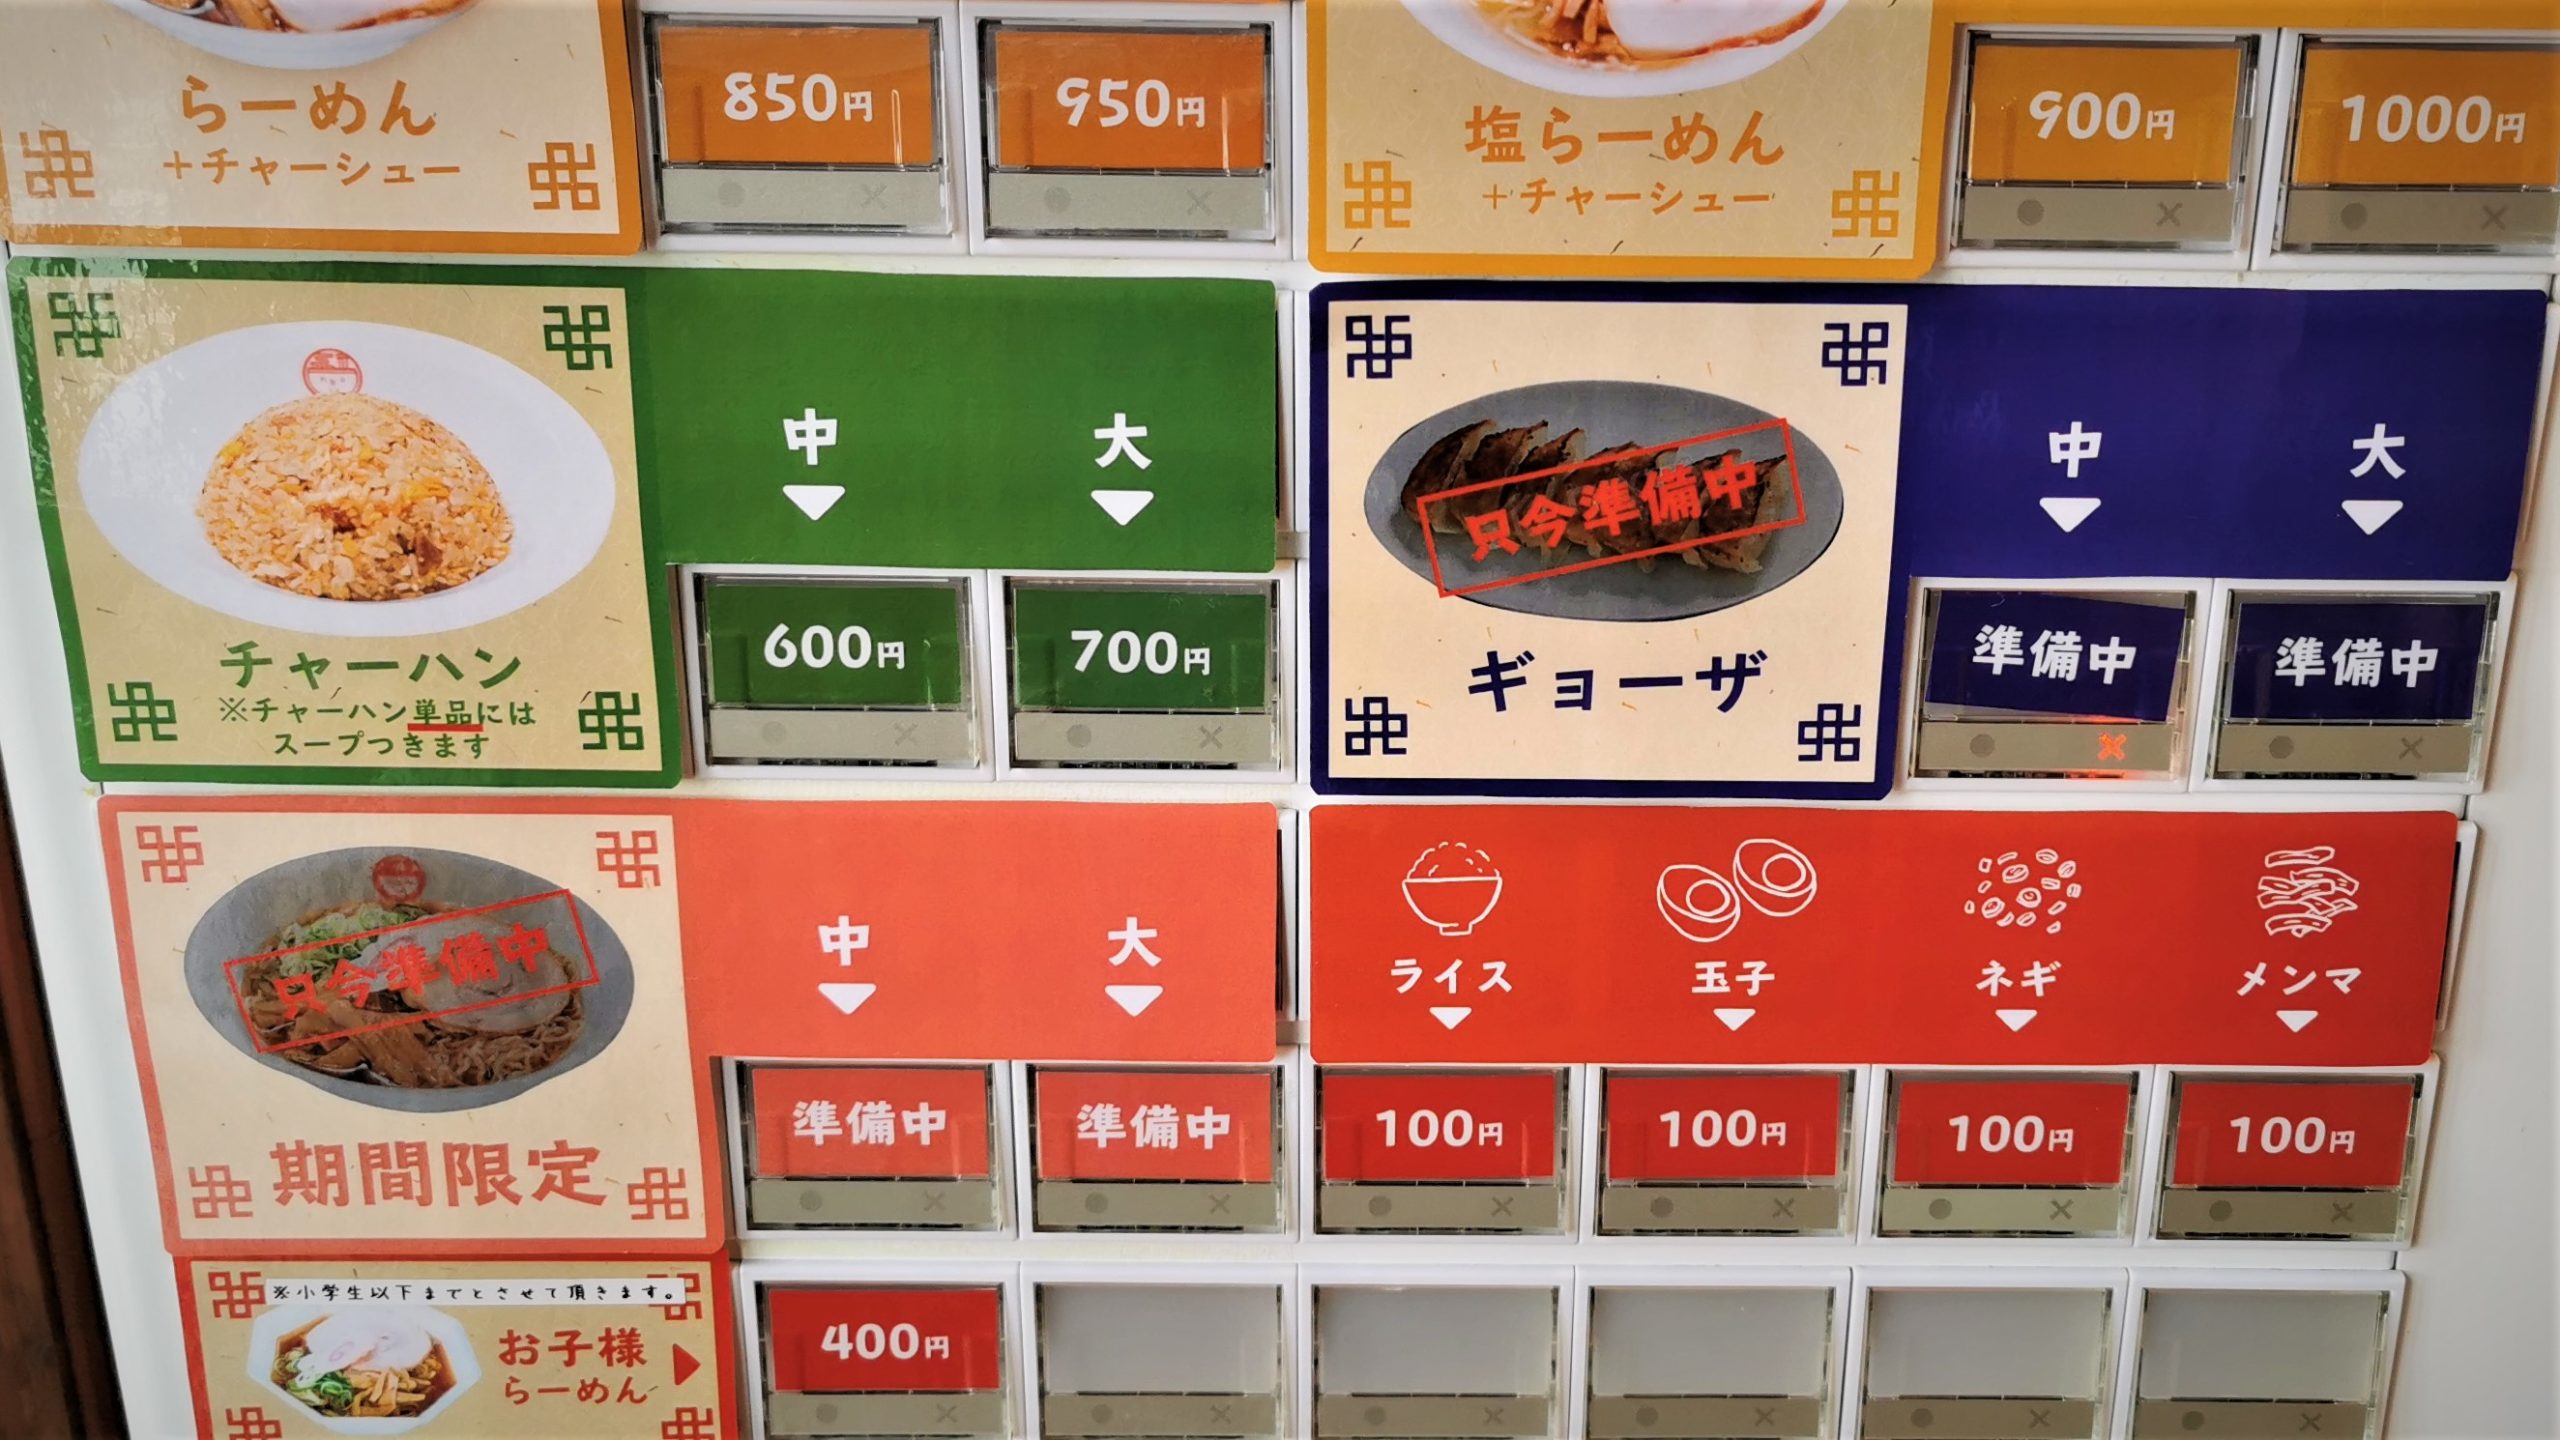 らーめん
+チャーシュー
850円
950円
塩らーめん
+チャーシュー
900円
1000円
チャーハン
※チャーハン単品には
スープつきます
中
大
600円
700円
只今準備中
ギョーザ
中
大
準備中
準備中
只今準備中
期間限定
中
大
準備中
準備中
ライス
玉子
ネギ
メンマ
100円
100円
100円
100円
※小学生以下までとさせて頂きます。
お子様
らーめん
400円